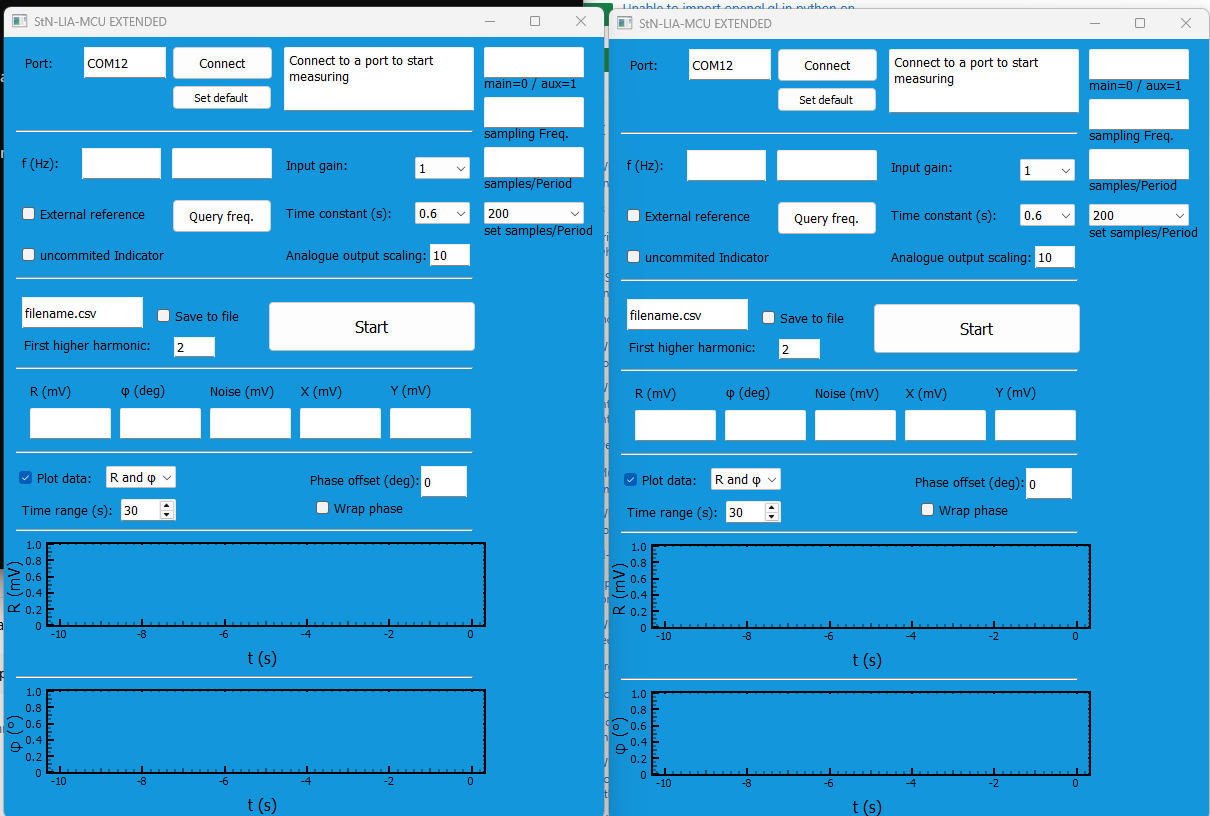 Unable to import opengl.gl in python on
StN-LIA-MCU EXTENDED
Port:
COM12
Connect
Set default
Connect to a port to start
measuring
main=0 / aux=1
sampling Freq.
f (Hz):
Input gain:
1
samples/Period
External reference
Query freq.
Time constant (s):
0.6
200
set samples/Period
uncommited Indicator
Analogue output scaling:
10
filename.csv
Save to file
Start
First higher harmonic:
2
R (mV)
φ (deg)
Noise (mV)
X (mV)
Y (mV)
Plot data:
R and φ
Phase offset (deg):
0
Time range (s):
30
Wrap phase
R (mV)
1.0
0.8
0.6
0.4
0.2
0
-10
-8
-6
-4
-2
0
t (s)
φ (º)
1.0
0.8
0.6
0.4
0.2
0
-10
-8
-6
-4
-2
0
t (s)
StN-LIA-MCU EXTENDED
Port:
COM12
Connect
Set default
Connect to a port to start
measuring
main=0 / aux=1
sampling Freq.
f (Hz):
Input gain:
1
samples/Period
External reference
Query freq.
Time constant (s):
0.6
200
set samples/Period
uncommited Indicator
Analogue output scaling:
10
filename.csv
Save to file
Start
First higher harmonic:
2
R (mV)
φ (deg)
Noise (mV)
X (mV)
Y (mV)
Plot data:
R and φ
Phase offset (deg):
0
Time range (s):
30
Wrap phase
R (mV)
1.0
0.8
0.6
0.4
0.2
0
-10
-8
-6
-4
-2
0
t (s)
φ (º)
1.0
0.8
0.6
0.4
0.2
0
-10
-8
-6
-4
-2
0
t (s)